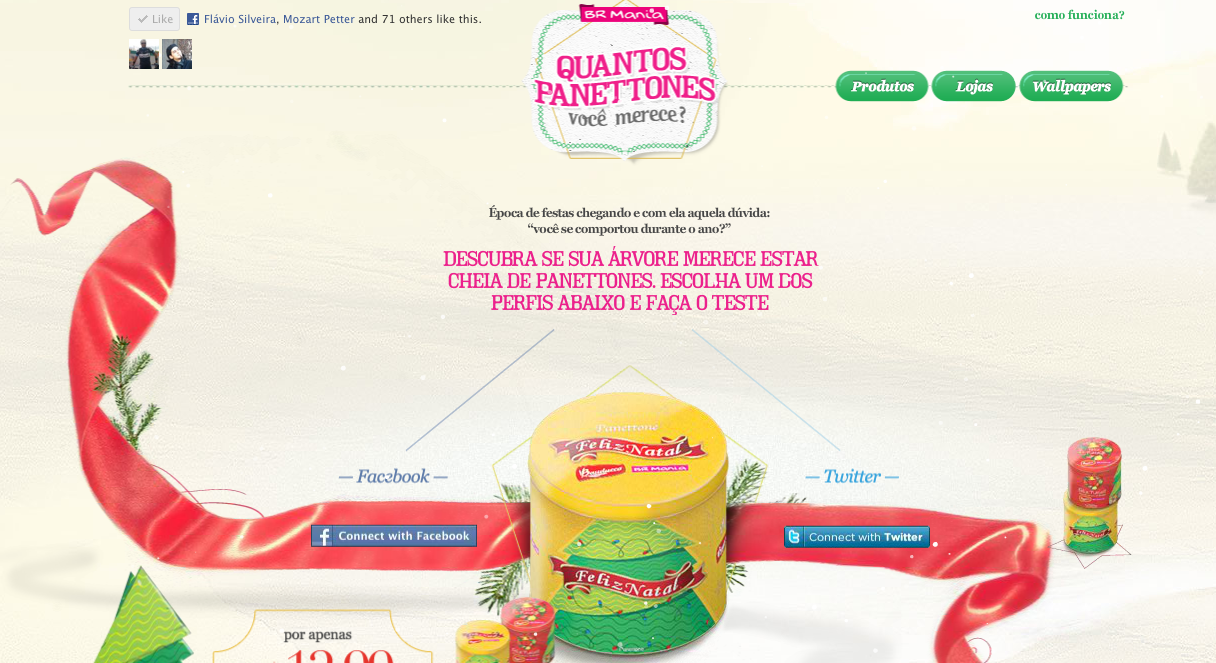 Like
Flávio Silveira, Mozart Petter and 71 others like this.
BR Mania
QUANTOS
PANETTONES
você merece?
como funciona?
Produtos
Lojas
Wallpapers
Época de festas chegando e com ela aquela dúvida:
“você se comportou durante o ano?”
DESCUBRA SE SUA ÁRVORE MERECE ESTAR
CHEIA DE PANETTONES. ESCOLHA UM DOS
PERFIS ABAIXO E FAÇA O TESTE
— Facebook —
Connect with Facebook
— Twitter —
Connect with Twitter
Panettone
Feliz Natal
Bauducco
BR Mania
Feliz Natal
por apenas